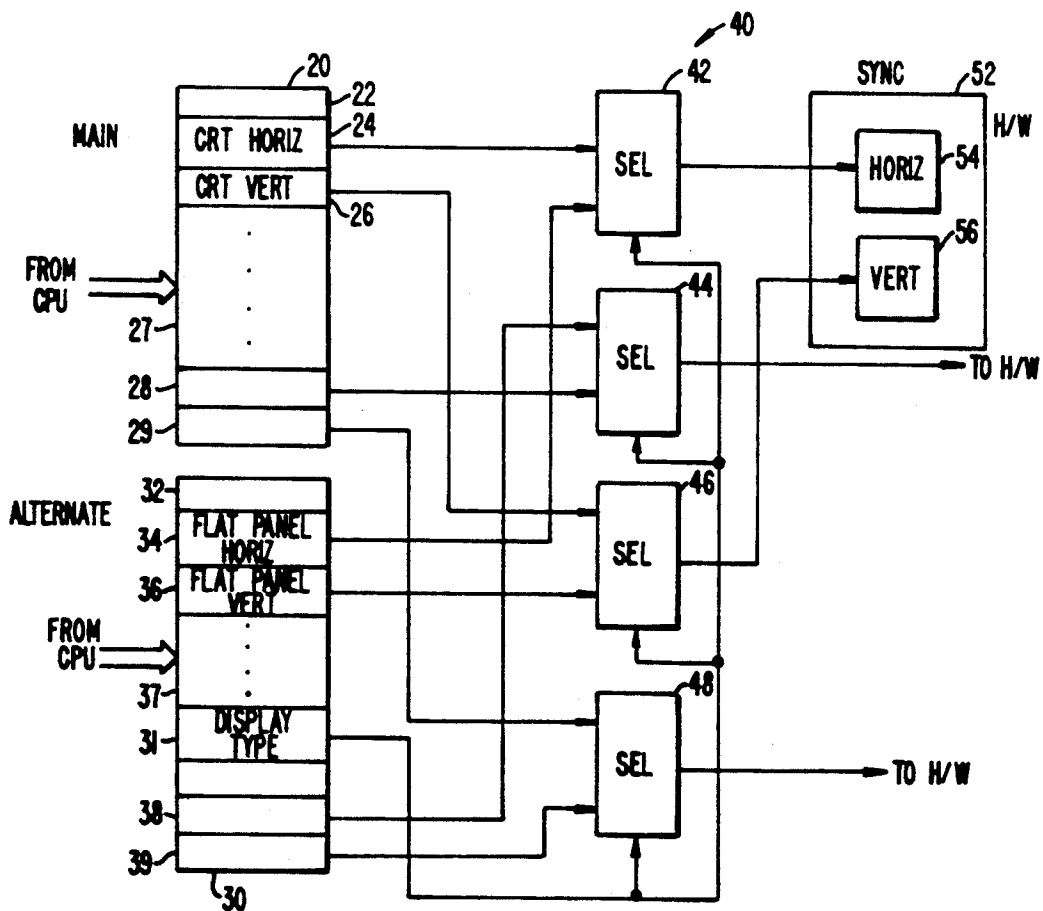 40
20
42
SYNC
52
22
MAIN
24
H/W
CRT HORIZ
SEL
HORIZ
54
CRT VERT
26
56
FROM
CPU
44
VERT
27
SEL
TO H/W
28
29
46
32
ALTERNATE
34
FLAT PANEL
HORIZ
SEL
36
FLAT PANEL
VERT
FROM
CPU
37
48
DISPLAY
TYPE
31
SEL
TO H/W
38
39
30